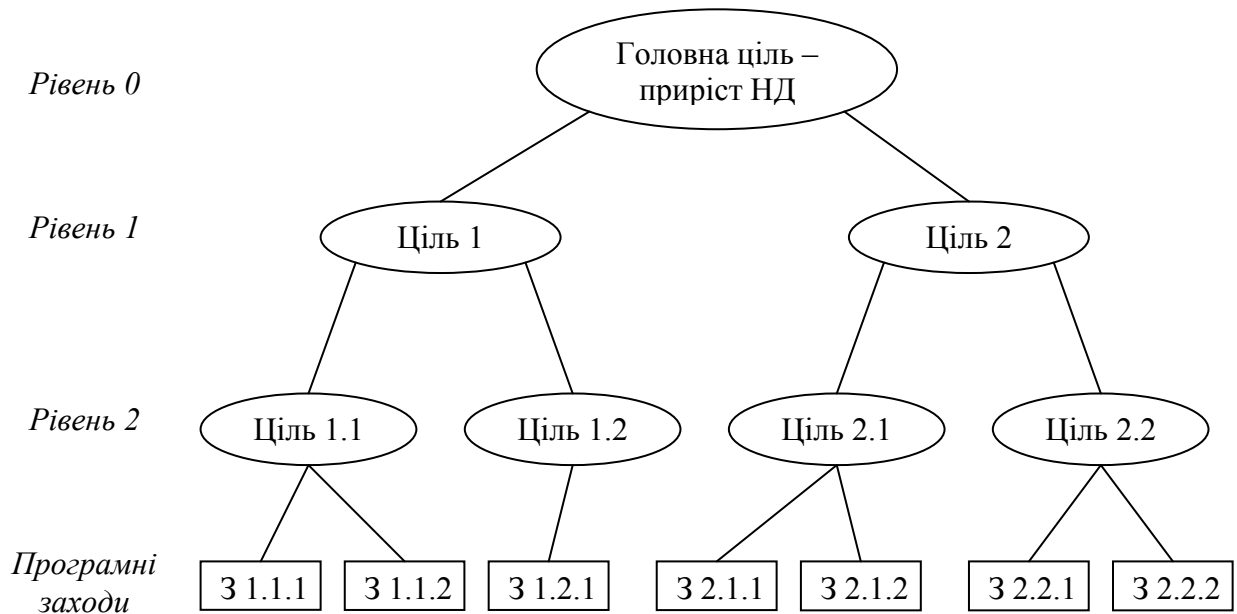 Головна ціль –
приріст НД
Рівень 0
Рівень 1
Ціль 1
Ціль 2
Рівень 2
Ціль 1.1
Ціль 1.2
Ціль 2.1
Ціль 2.2
Програмні
заходи
З 1.1.1
З 1.1.2
З 1.2.1
З 2.1.1
З 2.1.2
З 2.2.1
З 2.2.2